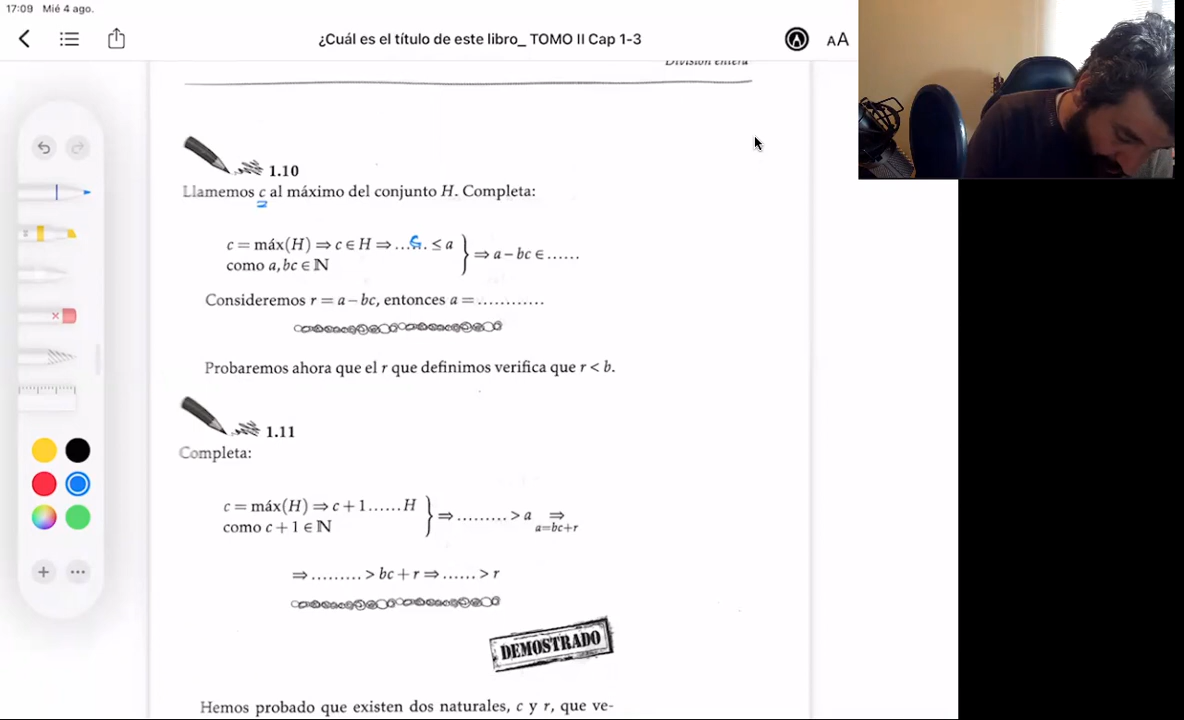 17:09 Mié 4 ago.
¿Cuál es el título de este libro_ TOMO II Cap 1-3
AA
División entera
1.10
Llamemos c al máximo del conjunto H. Completa:
c = máx(H) ⇒ c ∈ H ⇒ ...... ≤ a
como a, bc ∈ ℕ
⇒ a − bc ∈ ......
Consideremos r = a − bc, entonces a = ............
Probaremos ahora que el r que definimos verifica que r < b.
1.11
Completa:
c = máx(H) ⇒ c + 1 ...... H
como c + 1 ∈ ℕ
⇒ ......... > a ⇒
a=bc+r
⇒ ......... > bc + r ⇒ ...... > r
DEMOSTRADO
Hemos probado que existen dos naturales, c y r, que ve-